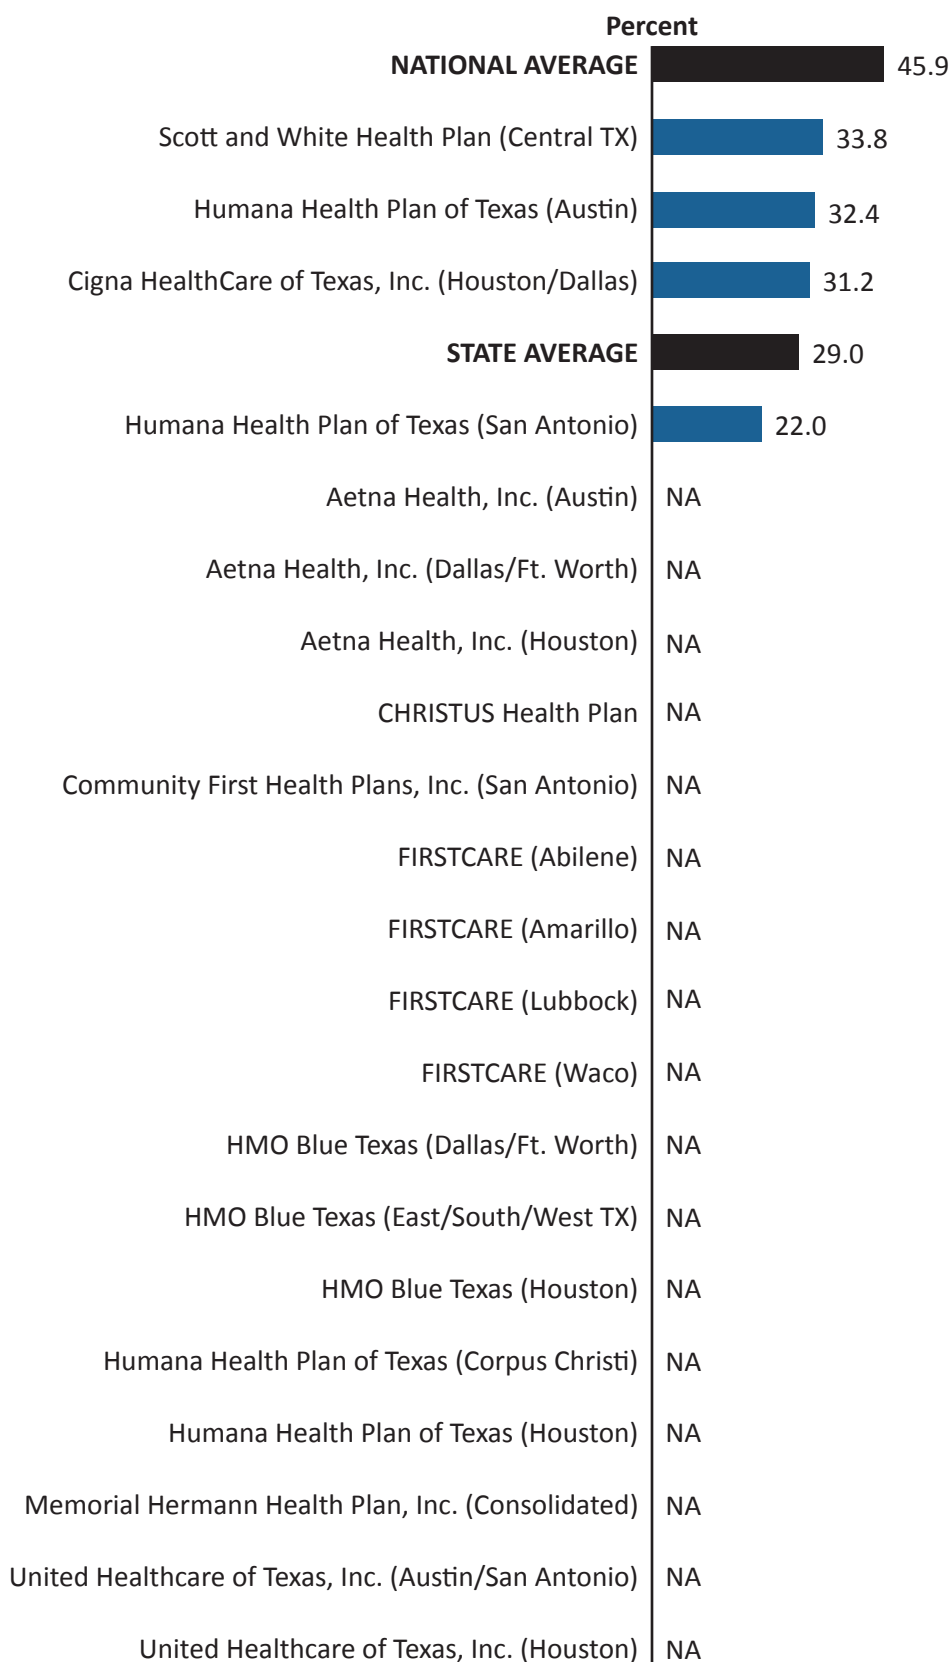 Percent
NATIONAL AVERAGE 45.9
Scott and White Health Plan (Central TX) 33.8
Humana Health Plan of Texas (Austin) 32.4
Cigna HealthCare of Texas, Inc. (Houston/Dallas) 31.2
STATE AVERAGE 29.0
Humana Health Plan of Texas (San Antonio) 22.0
Aetna Health, Inc. (Austin) NA
Aetna Health, Inc. (Dallas/Ft. Worth) NA
Aetna Health, Inc. (Houston) NA
CHRISTUS Health Plan NA
Community First Health Plans, Inc. (San Antonio) NA
FIRSTCARE (Abilene) NA
FIRSTCARE (Amarillo) NA
FIRSTCARE (Lubbock) NA
FIRSTCARE (Waco) NA
HMO Blue Texas (Dallas/Ft. Worth) NA
HMO Blue Texas (East/South/West TX) NA
HMO Blue Texas (Houston) NA
Humana Health Plan of Texas (Corpus Christi) NA
Humana Health Plan of Texas (Houston) NA
Memorial Hermann Health Plan, Inc. (Consolidated) NA
United Healthcare of Texas, Inc. (Austin/San Antonio) NA
United Healthcare of Texas, Inc. (Houston) NA